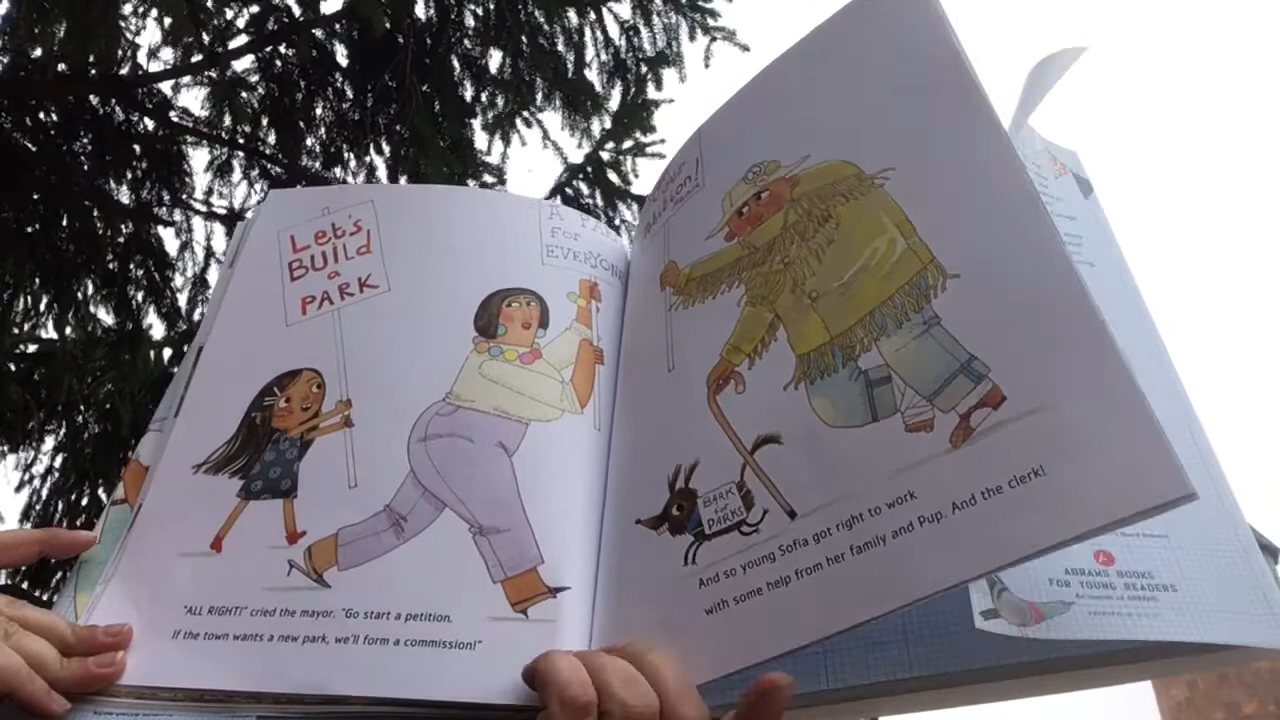 Let's
BUILD
a
PARK
A
For
EVERYONE
"ALL RIGHT!" cried the mayor. "Go start a petition.
If the town wants a new park, we'll form a commission!"
BARK
for
PARKS
And so young Sofia got right to work
with some help from her family and Pup. And the clerk!
ABRAMS BOOKS
FOR YOUNG READERS